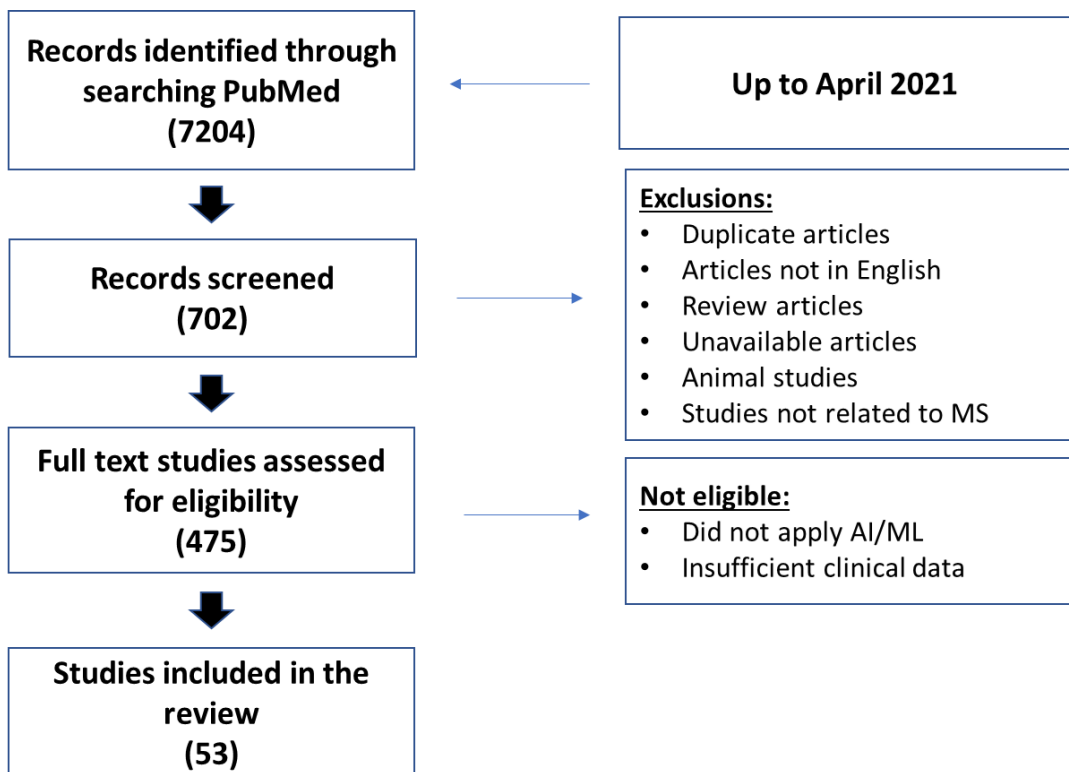 Records identified through
searching PubMed
(7204)
Up to April 2021
Records screened
(702)
Exclusions:
• Duplicate articles
• Articles not in English
• Review articles
• Unavailable articles
• Animal studies
• Studies not related to MS
Full text studies assessed
for eligibility
(475)
Not eligible:
• Did not apply AI/ML
• Insufficient clinical data
Studies included in the
review
(53)